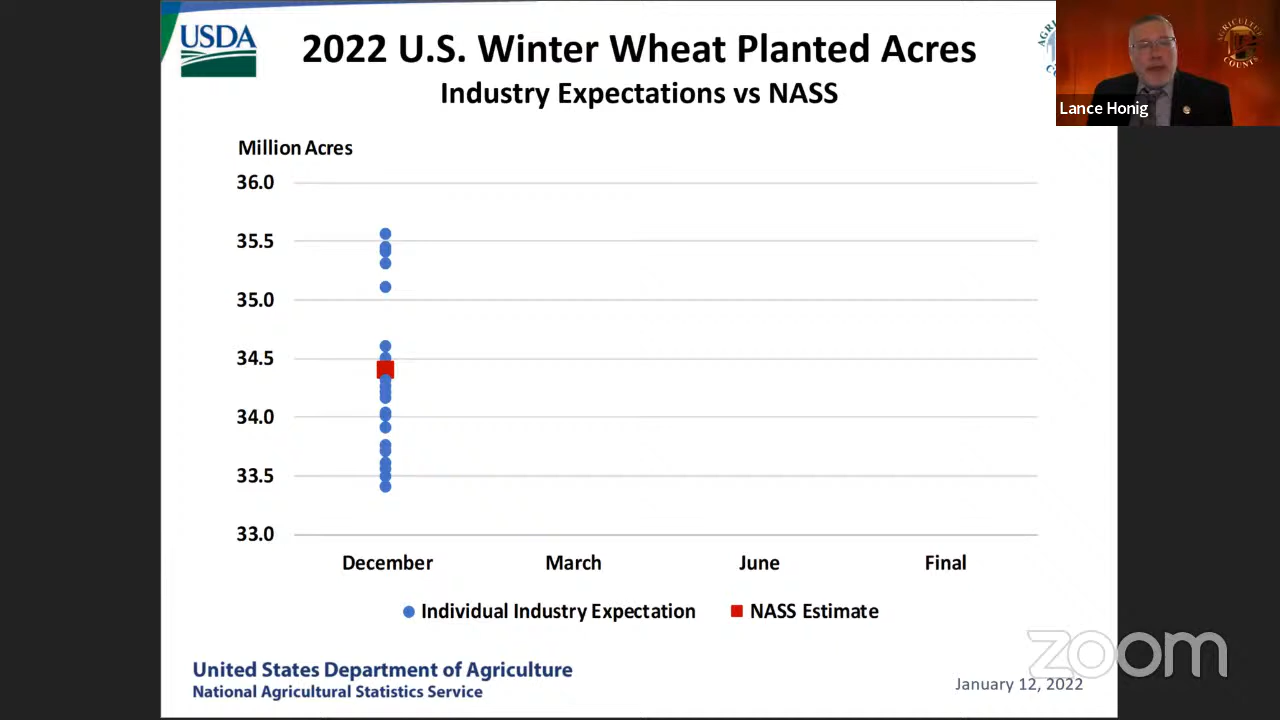 USDA
2022 U.S. Winter Wheat Planted Acres
Industry Expectations vs NASS
Lance Honig
AGRICULTURE
COUNTS
Million Acres
36.0
35.5
35.0
34.5
34.0
33.5
33.0
December March June Final
Individual Industry Expectation NASS Estimate
United States Department of Agriculture
National Agricultural Statistics Service
January 12, 2022
zoom